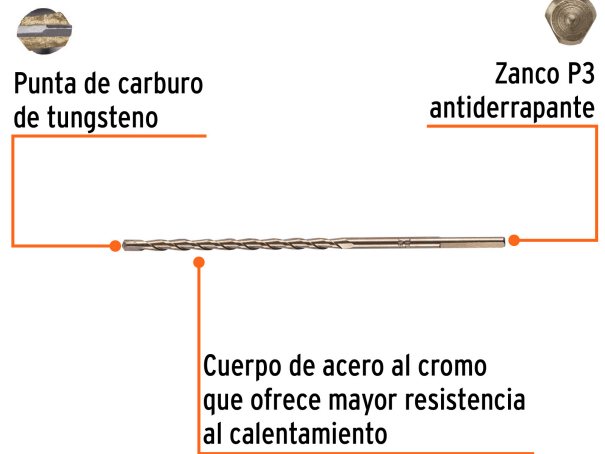 Punta de carburo
de tungsteno
Zanco P3
antiderrapante
Cuerpo de acero al cromo
que ofrece mayor resistencia
al calentamiento